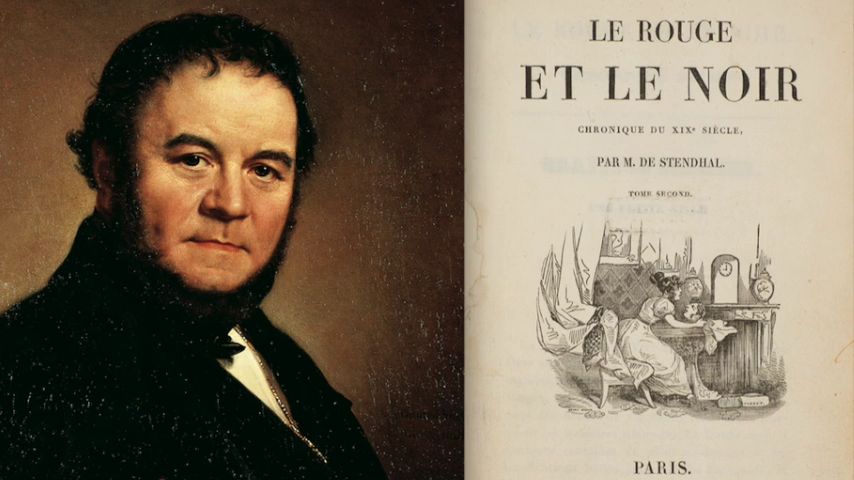 LE ROUGE
ET LE NOIR
CHRONIQUE DU XIXᵉ SIÈCLE,
PAR M. DE STENDHAL.
TOME SECOND.
PARIS.